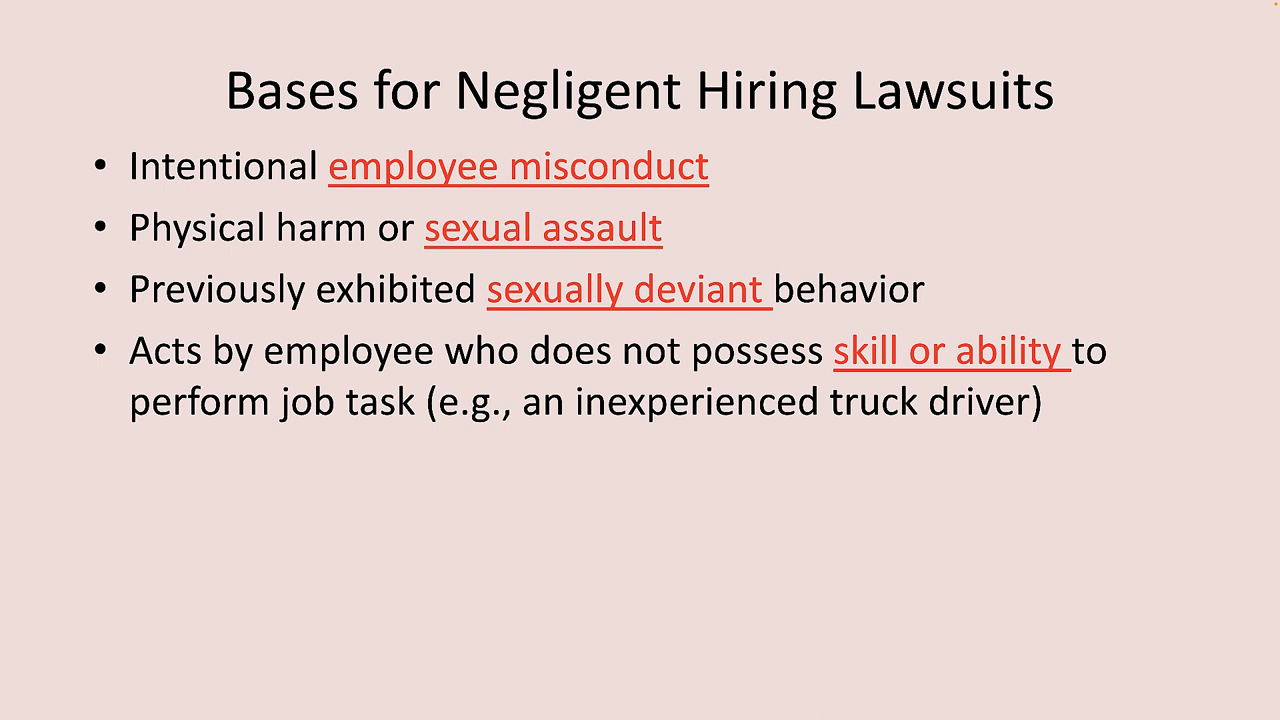 Bases for Negligent Hiring Lawsuits
• Intentional employee misconduct
• Physical harm or sexual assault
• Previously exhibited sexually deviant behavior
• Acts by employee who does not possess skill or ability to
perform job task (e.g., an inexperienced truck driver)